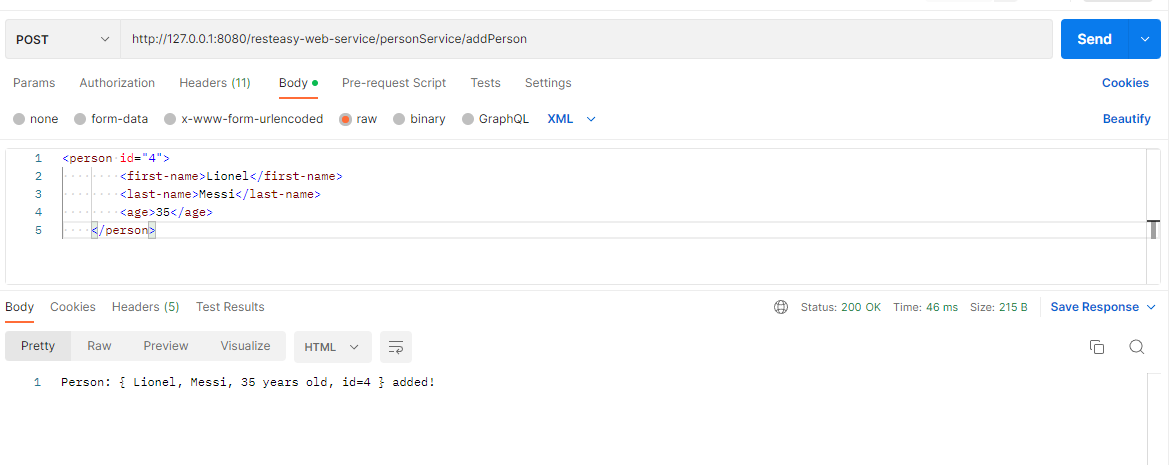 POST http://127.0.0.1:8080/resteasy-web-service/personService/addPerson Send
Params Authorization Headers (11) Body Pre-request Script Tests Settings Cookies
none form-data x-www-form-urlencoded raw binary GraphQL XML Beautify
1 <person id="4">
2 <first-name>Lionel</first-name>
3 <last-name>Messi</last-name>
4 <age>35</age>
5 </person>
Body Cookies Headers (5) Test Results Status: 200 OK Time: 46 ms Size: 215 B Save Response
Pretty Raw Preview Visualize HTML
1 Person: { Lionel, Messi, 35 years old, id=4 } added!